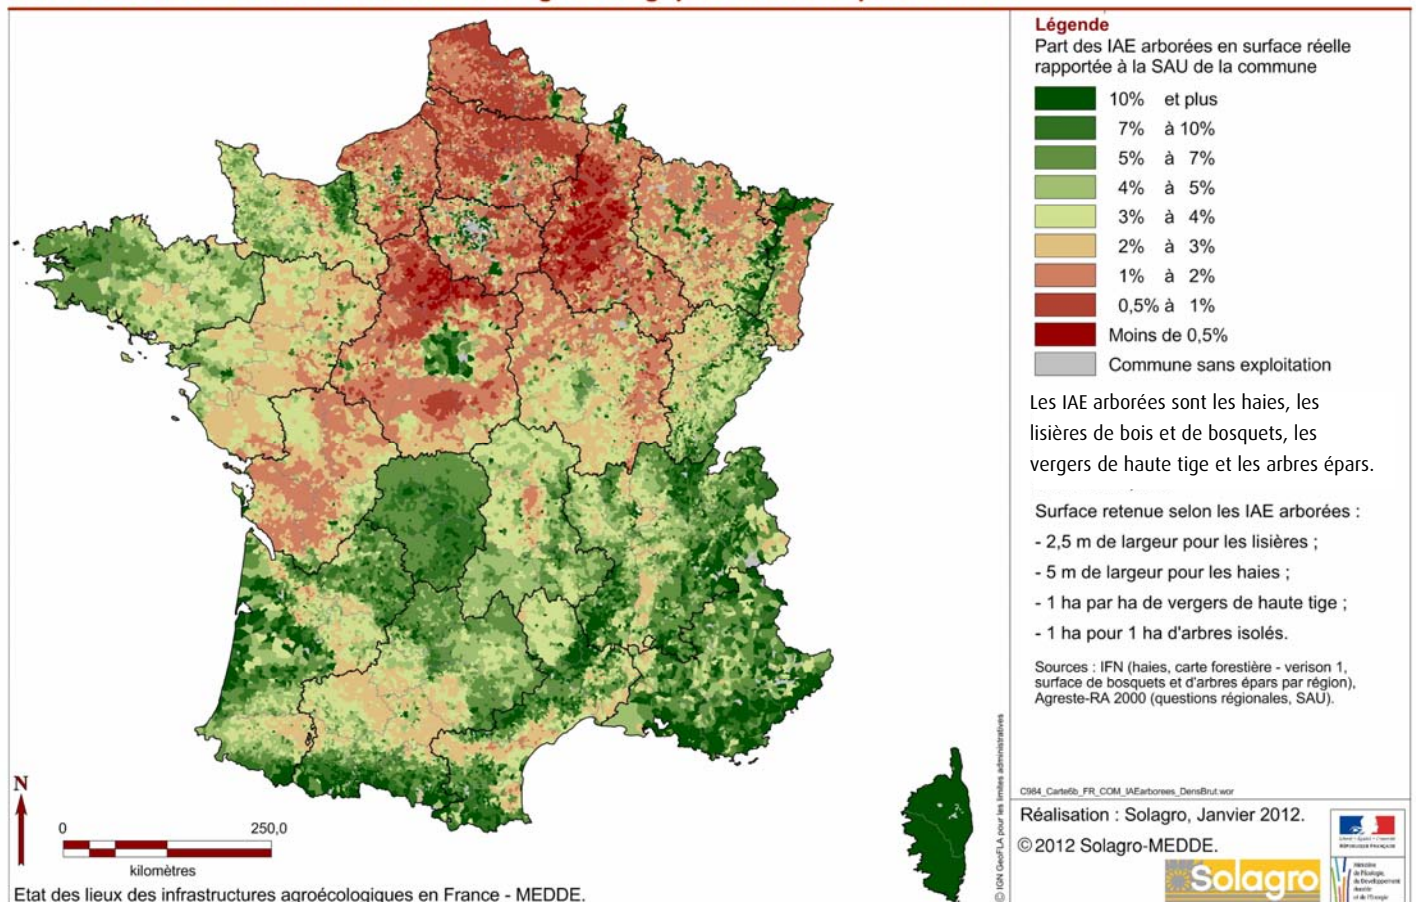 Légende
Part des IAE arborées en surface réelle
rapportée à la SAU de la commune
10% et plus
7% à 10%
5% à 7%
4% à 5%
3% à 4%
2% à 3%
1% à 2%
0,5% à 1%
Moins de 0,5%
Commune sans exploitation
Les IAE arborées sont les haies, les
lisières de bois et de bosquets, les
vergers de haute tige et les arbres épars.
Surface retenue selon les IAE arborées :
- 2,5 m de largeur pour les lisières ;
- 5 m de largeur pour les haies ;
- 1 ha par ha de vergers de haute tige ;
- 1 ha pour 1 ha d'arbres isolés.
Sources : IFN (haies, carte forestière - verison 1,
surface de bosquets et d'arbres épars par région),
Agreste-RA 2000 (questions régionales, SAU).
C984_Carte6b_FR_COM_IAEarborees_DensBrut.wor
© IGN GeoFLA pour les limites administratives
Réalisation : Solagro, Janvier 2012.
© 2012 Solagro-MEDDE.
Solagro
RÉPUBLIQUE FRANÇAISE
N
0 250,0
kilomètres
Etat des lieux des infrastructures agroécologiques en France - MEDDE.